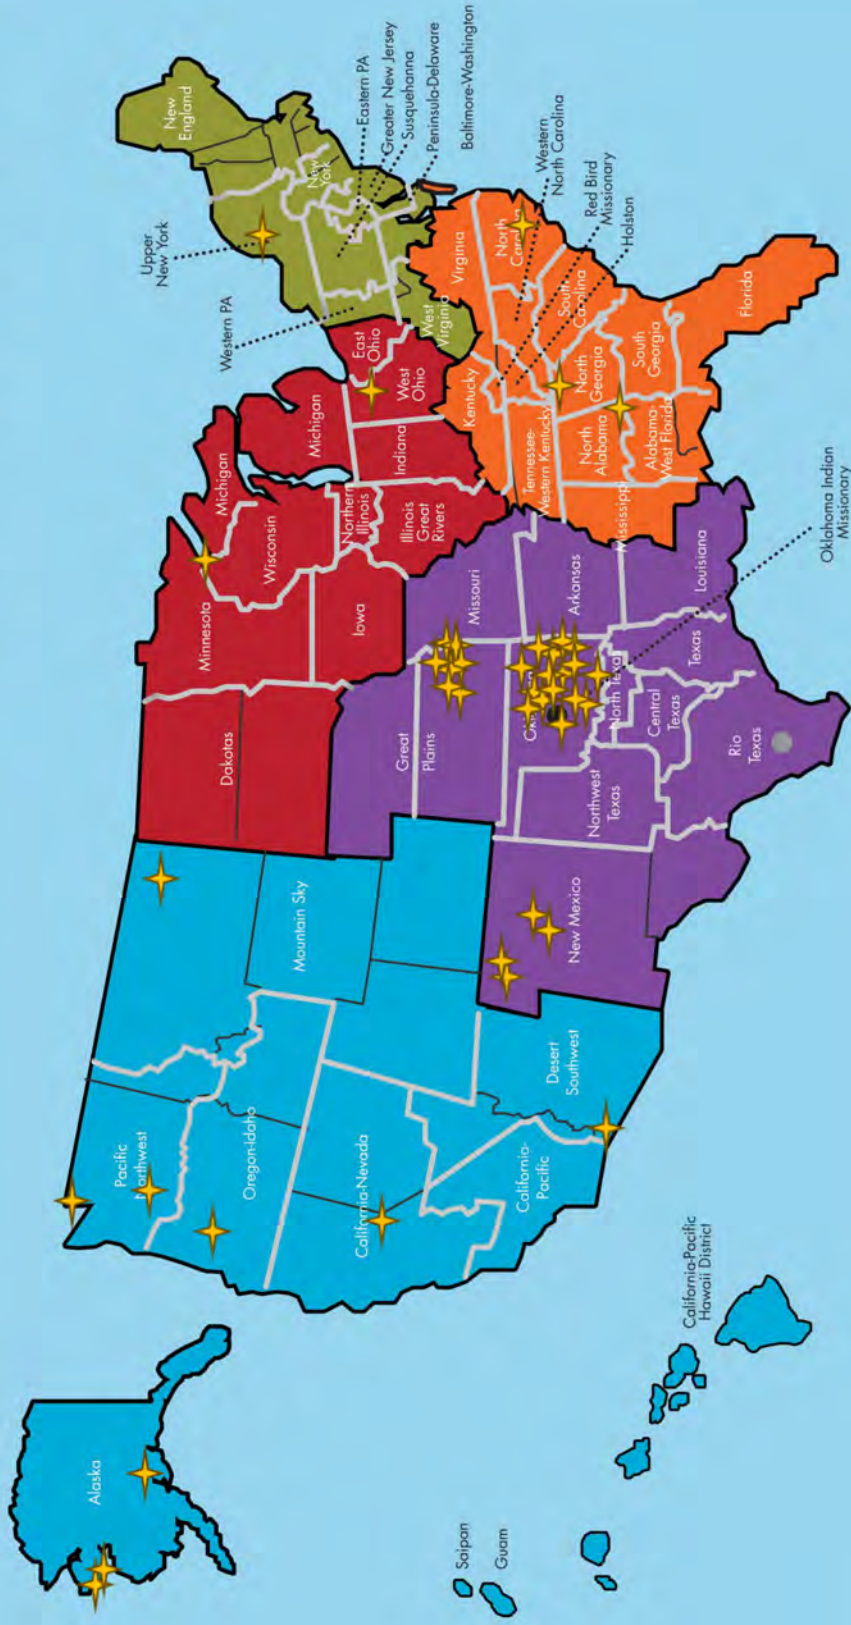 Alaska
Saipan
Guam
California-Pacific
Hawaii District
Pacific
Northwest
Oregon-Idaho
California-Nevada
California-
Pacific
Desert
Southwest
Mountain Sky
New Mexico
Dakotas
Great
Plains
Northwest
Texas
Rio
Texas
Central
Texas
North Texas
Texas
Oklahoma Indian
Missionary
Minnesota
Iowa
Missouri
Arkansas
Louisiana
Wisconsin
Michigan
Michigan
Northern
Illinois
Illinois
Great
Rivers
Indiana
West
Ohio
East
Ohio
Mississippi
Tennessee-
Western Kentucky
Kentucky
North
Alabama
Alabama-
West Florida
North
Georgia
South
Georgia
Florida
South
Carolina
North
Carolina
Virginia
West
Virginia
Western
North Carolina
Red Bird
Missionary
Holston
Western PA
Upper
New York
New
York
New
England
Eastern PA
Greater New Jersey
Susquehanna
Peninsula-Delaware
Baltimore-Washington